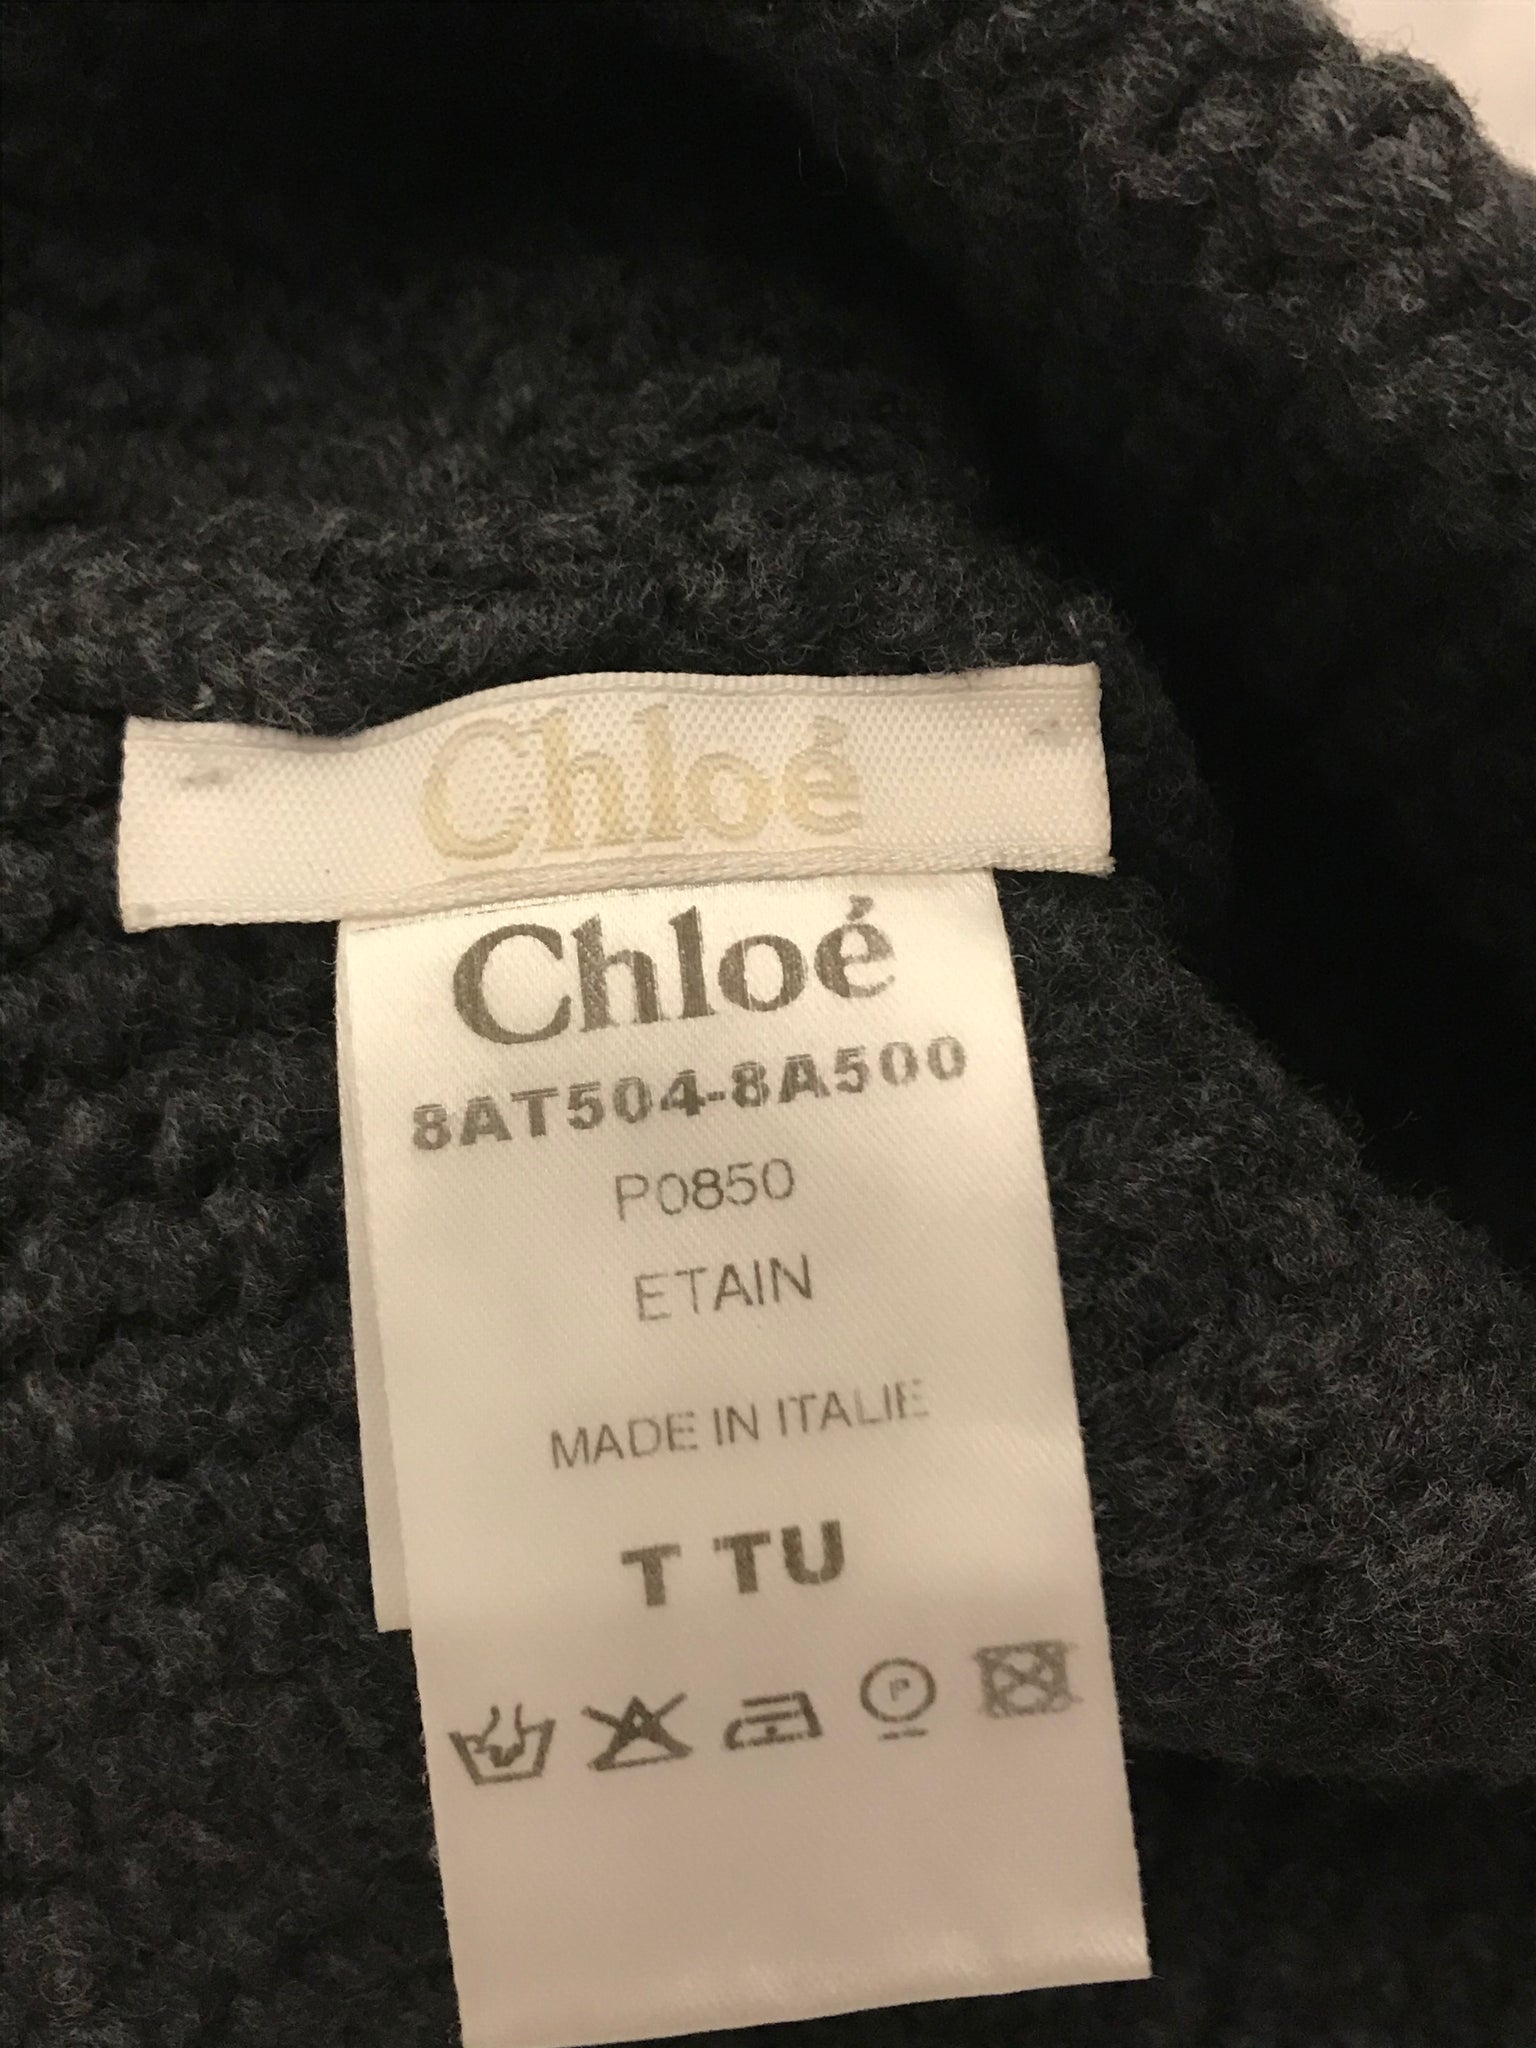 Chloé
Chloé
8AT504-8A500
P0850
ETAIN
MADE IN ITALIE
T TU
P